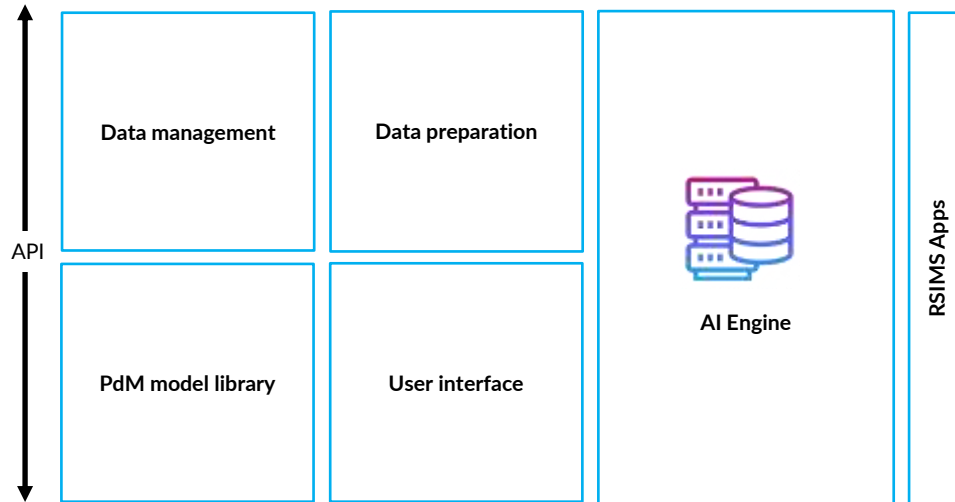 Data management
Data preparation
API
RSIMS Apps
AI Engine
PdM model library
User interface